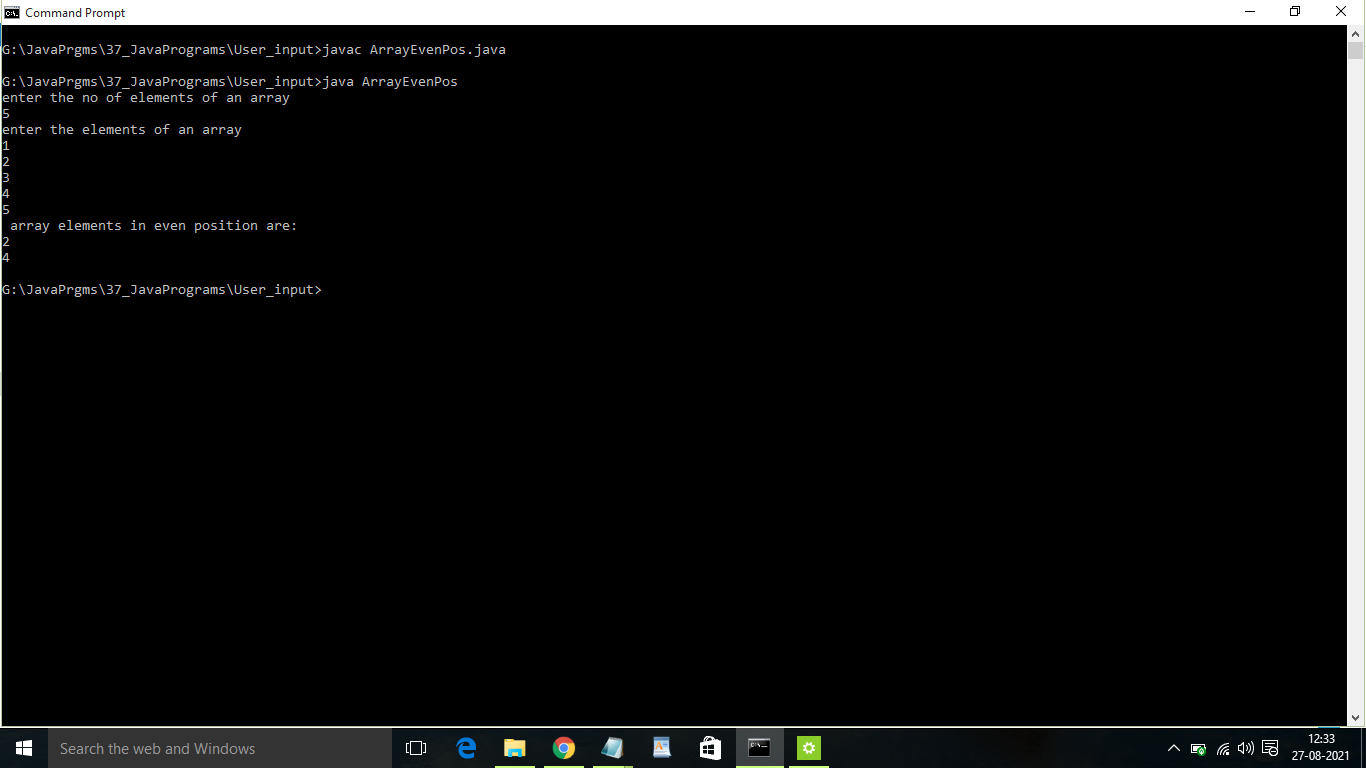 Command Prompt
G:\JavaPrgms\37_JavaPrograms\User_input>javac ArrayEvenPos.java
G:\JavaPrgms\37_JavaPrograms\User_input>java ArrayEvenPos
enter the no of elements of an array
5
enter the elements of an array
1
2
3
4
5
array elements in even position are:
2
4
G:\JavaPrgms\37_JavaPrograms\User_input>
Search the web and Windows
12:33
27-08-2021